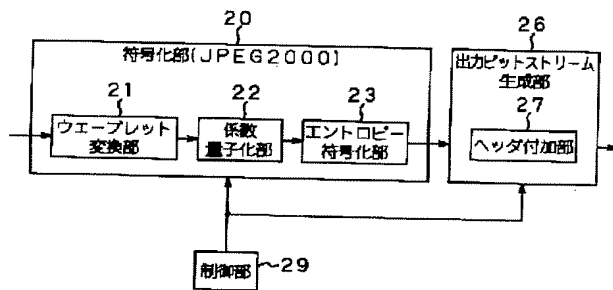 20
符号化部(JPEG2000)
21
ウエーブレット
変換部
22
係数
量子化部
23
エントロピー
符号化部
26
出力ビットストリーム
生成部
27
ヘッダ付加部
制御部
29